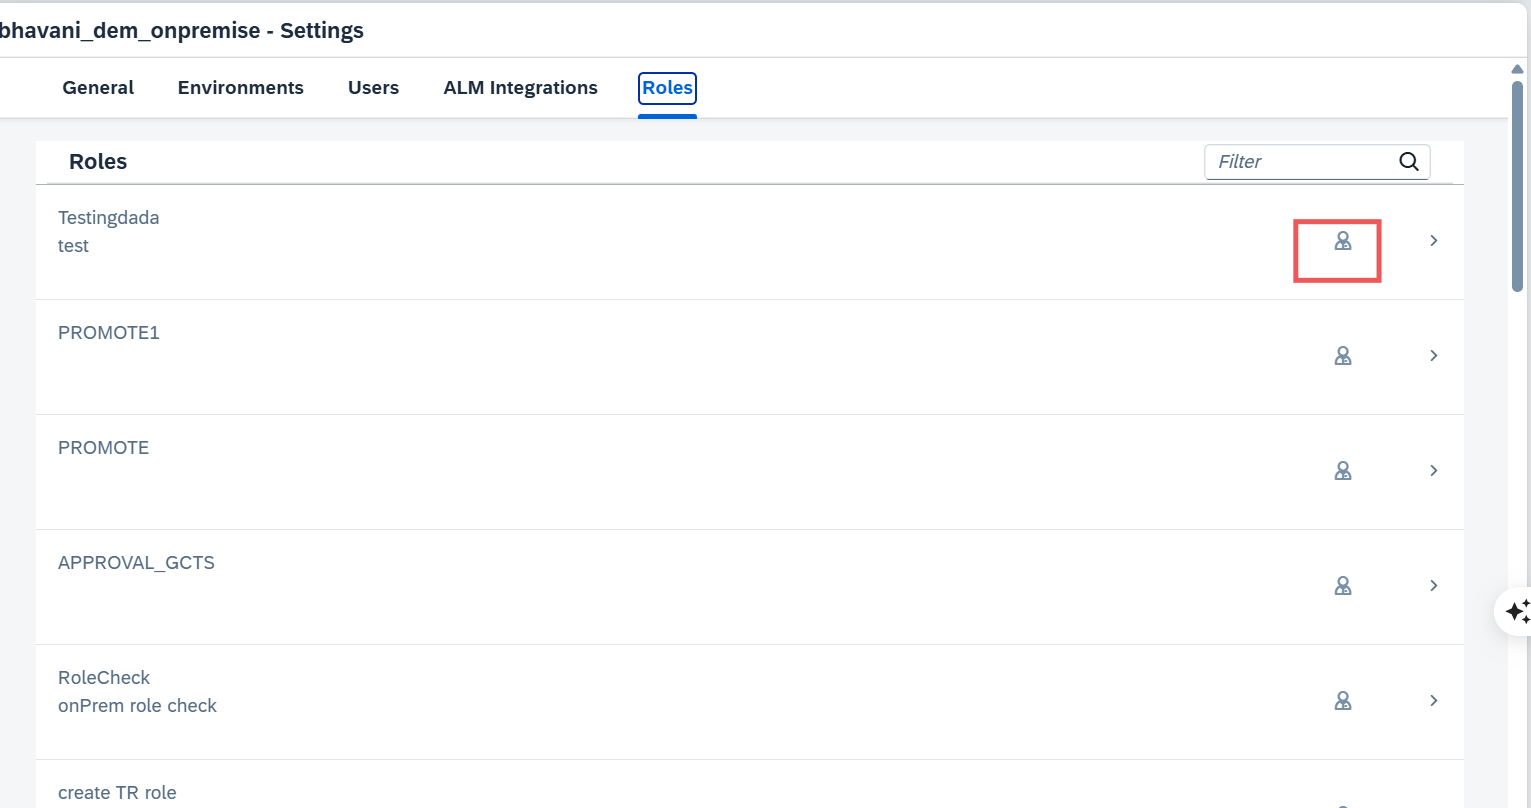 bhavani_dem_onpremise - Settings
General Environments Users ALM Integrations Roles
Roles
Filter
Testingdada
test
PROMOTE1
PROMOTE
APPROVAL_GCTS
RoleCheck
onPrem role check
create TR role